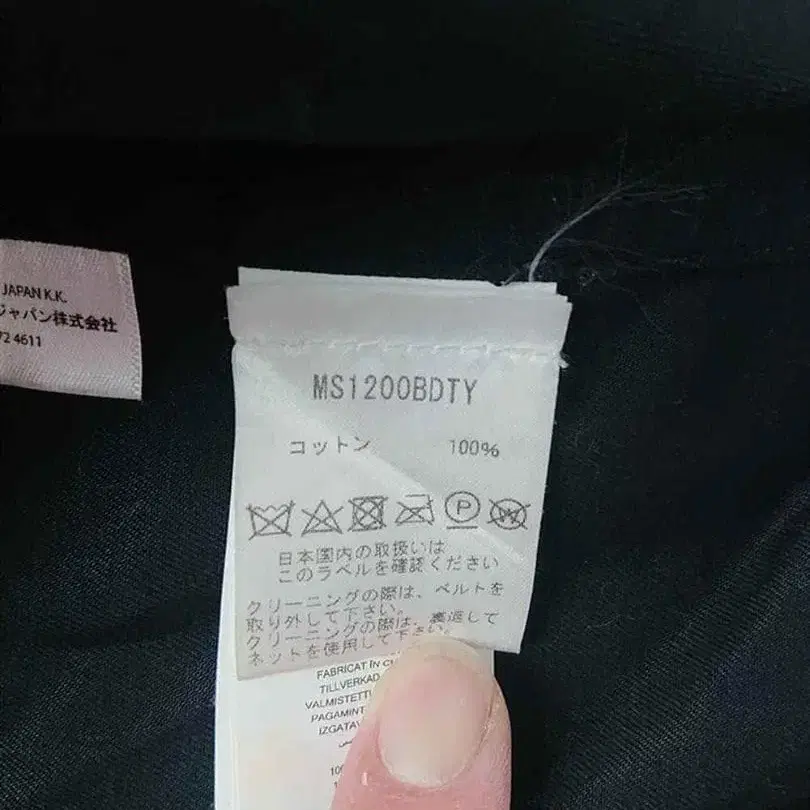 JAPAN K.K.
ジャパン株式会社
72 4611
MS1200BDTY
コットン 100%
P
W
日本国内の取扱いは
このラベルを確認ください
クリーニングの際は、ベルトを
取り外して下さい。
クリーニングの際は、裏返して
ネットを使用して下さい。
FABRICAT ÎN
TILLVERKAD
VALMISTETTU
PAGAMINT
IZGATAV